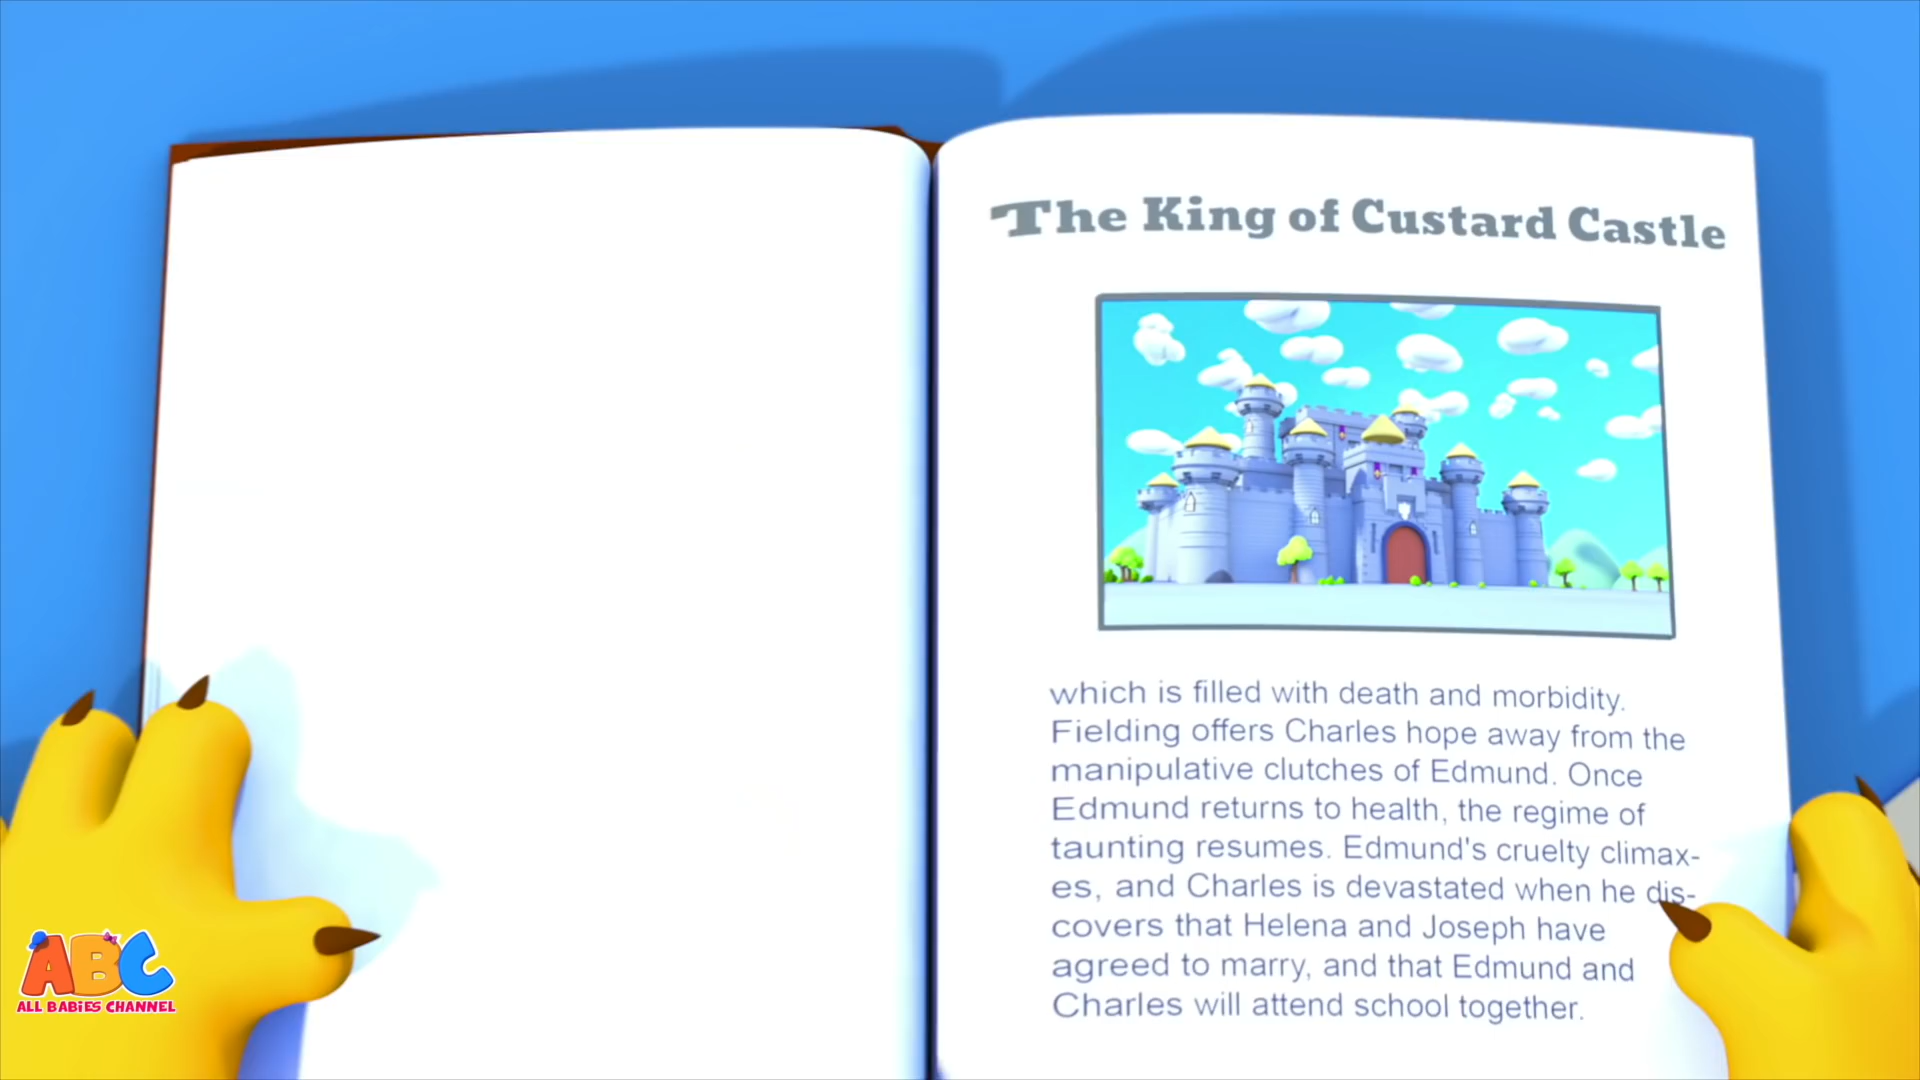 The King of Custard Castle
which is filled with death and morbidity.
Fielding offers Charles hope away from the
manipulative clutches of Edmund. Once
Edmund returns to health, the regime of
taunting resumes. Edmund's cruelty climax-
es, and Charles is devastated when he dis-
covers that Helena and Joseph have
agreed to marry, and that Edmund and
Charles will attend school together.
ABC
ALL BABiES CHANNEL